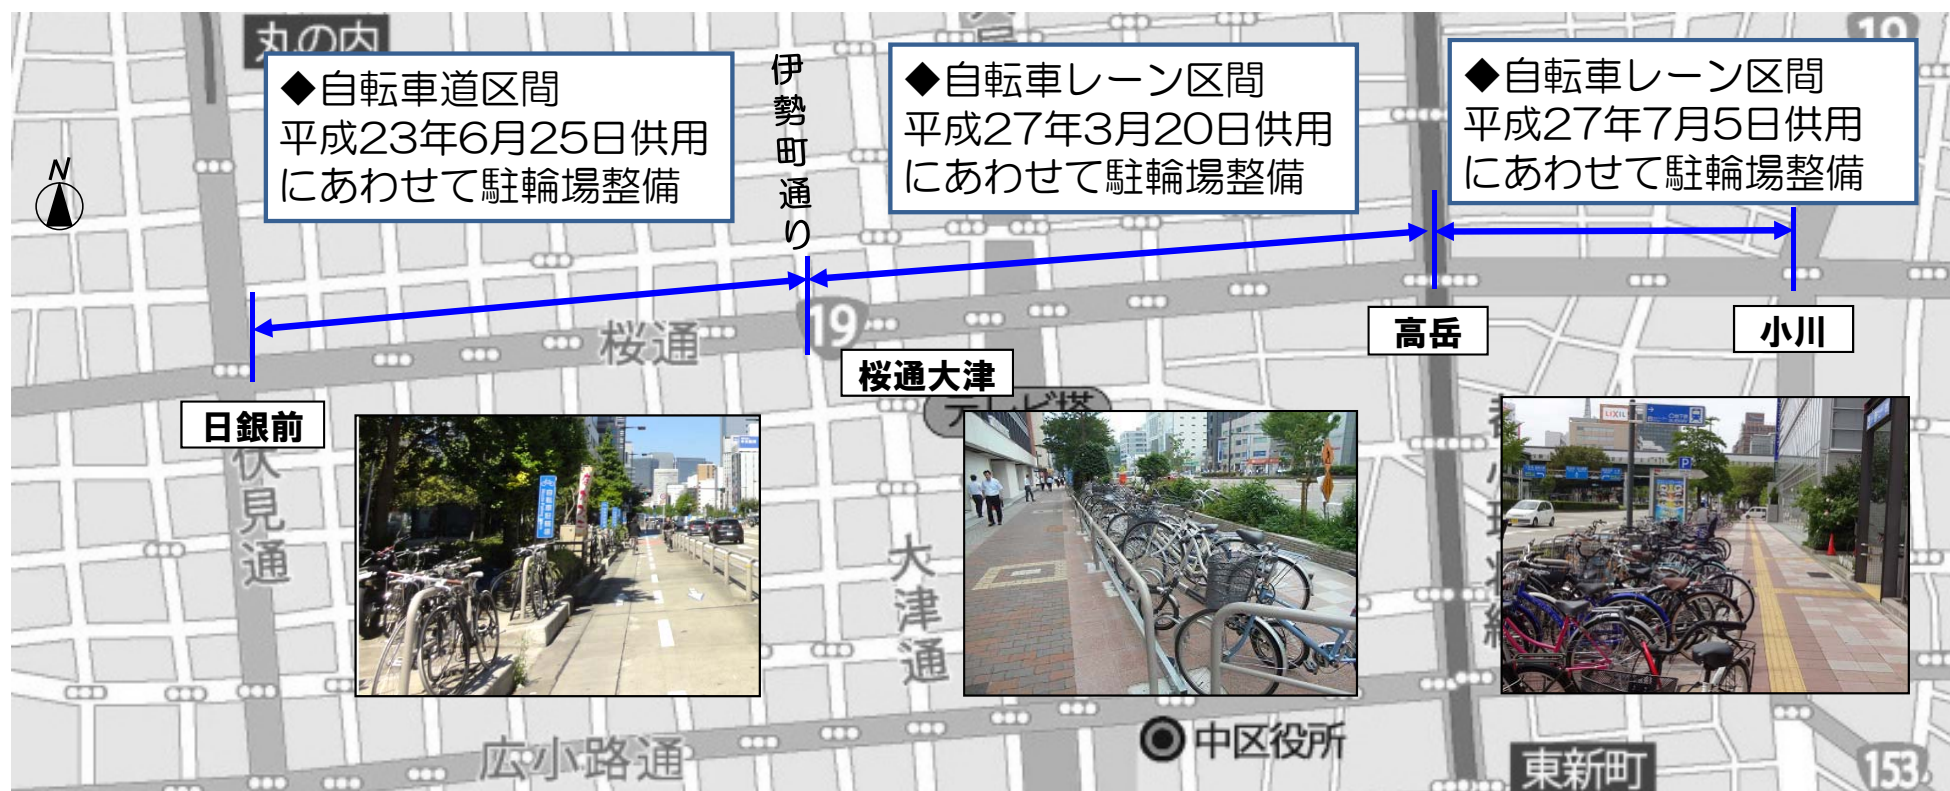 丸の内
19
◆自転車道区間
平成23年6月25日供用
にあわせて駐輪場整備
伊勢町通り
◆自転車レーン区間
平成27年3月20日供用
にあわせて駐輪場整備
◆自転車レーン区間
平成27年7月5日供用
にあわせて駐輪場整備
N
桜通
19
高岳
小川
桜通大津
テレビ塔
日銀前
伏見通
大津通
LIXIL
P
広小路通
中区役所
東新町
153